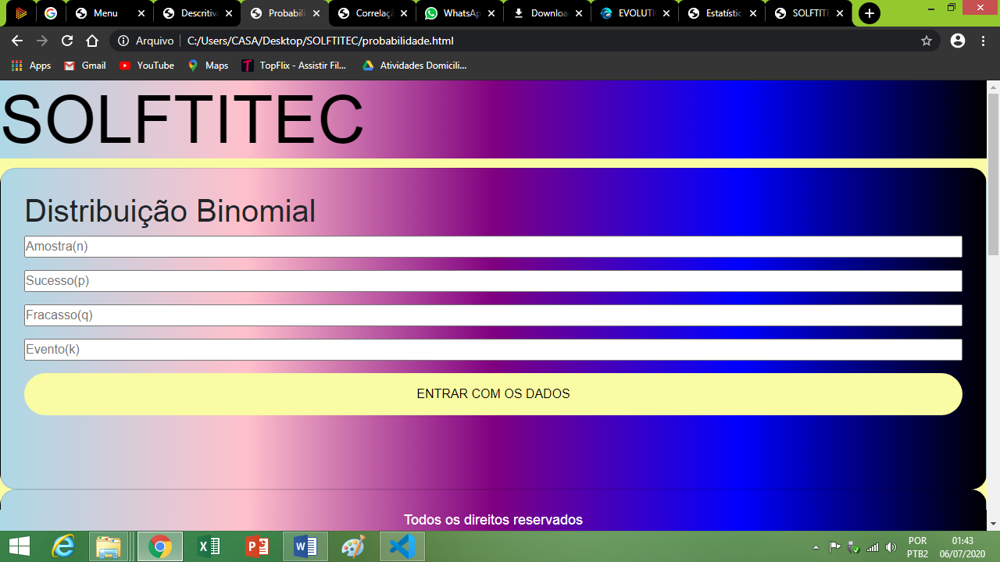 Menu
Descritiva
Probabili
Correlaçã
WhatsAp
Downloa
EVOLUTI
Estatístic
SOLFTITE
Arquivo
C:/Users/CASA/Desktop/SOLFTITEC/probabilidade.html
Apps
Gmail
YouTube
Maps
TopFlix - Assistir Fil...
Atividades Domicili...
SOLFTITEC
Distribuição Binomial
Amostra(n)
Sucesso(p)
Fracasso(q)
Evento(k)
ENTRAR COM OS DADOS
Todos os direitos reservados
POR
PTB2
01:43
06/07/2020